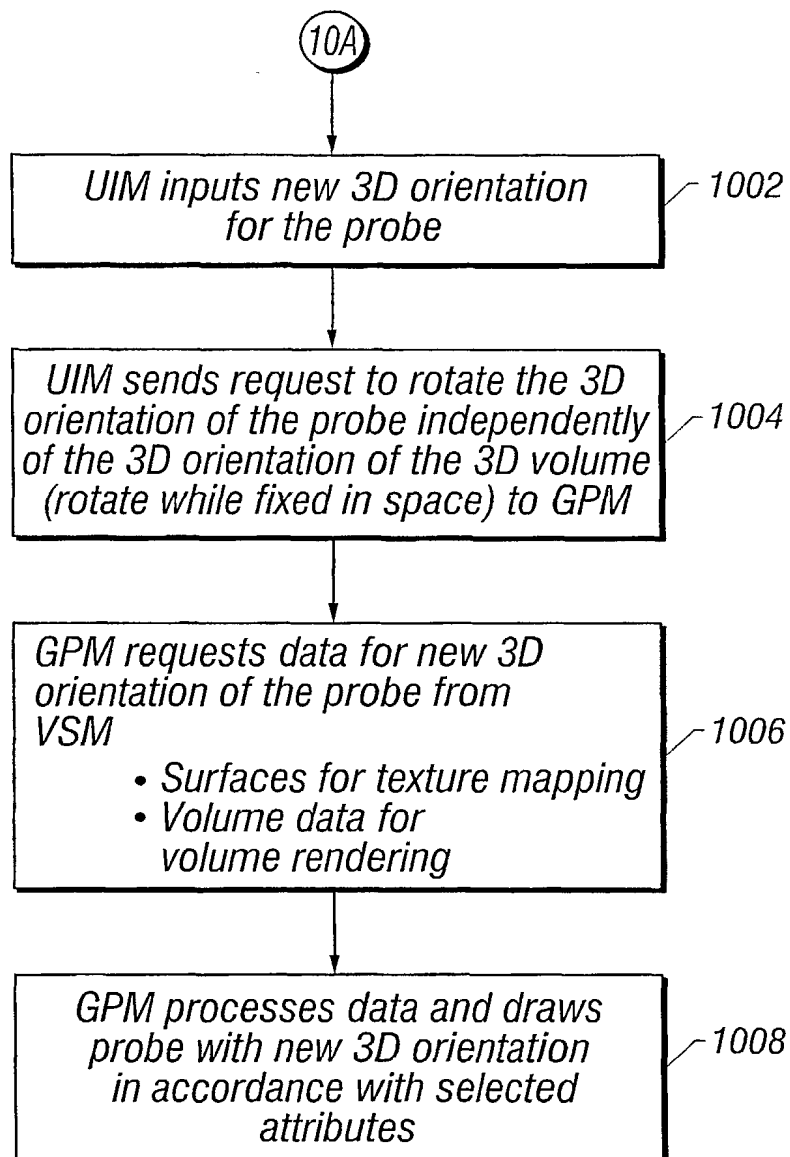 10A
UIM inputs new 3D orientation
for the probe
1002
UIM sends request to rotate the 3D
orientation of the probe independently
of the 3D orientation of the 3D volume
(rotate while fixed in space) to GPM
1004
GPM requests data for new 3D
orientation of the probe from
VSM
• Surfaces for texture mapping
• Volume data for
volume rendering
1006
GPM processes data and draws
probe with new 3D orientation
in accordance with selected
attributes
1008